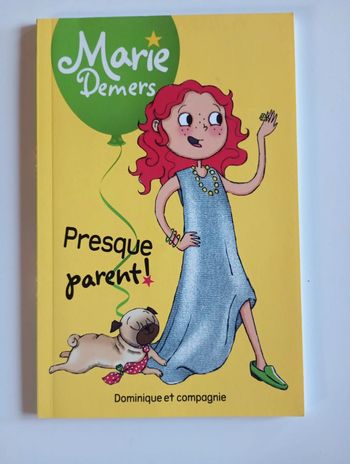 Marie
Demers
Presque
parent!
Dominique et compagnie